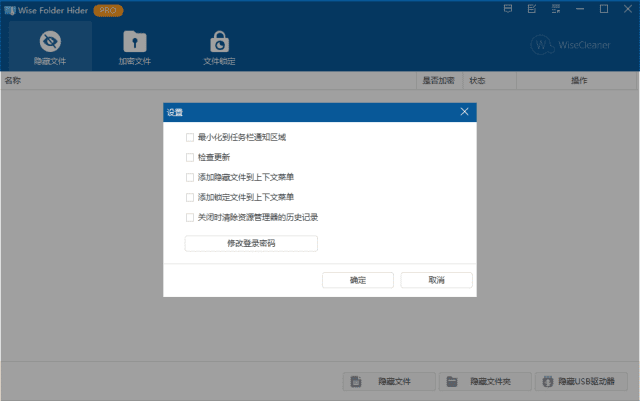 Wise Folder Hider PRO
隐藏文件 加密文件 文件锁定
WiseCleaner
名称 是否加密 状态 操作
设置
最小化到任务栏通知区域
检查更新
添加隐藏文件到上下文菜单
添加锁定文件到上下文菜单
关闭时清除资源管理器的历史记录
修改登录密码
确定 取消
隐藏文件 隐藏文件夹 隐藏USB驱动器